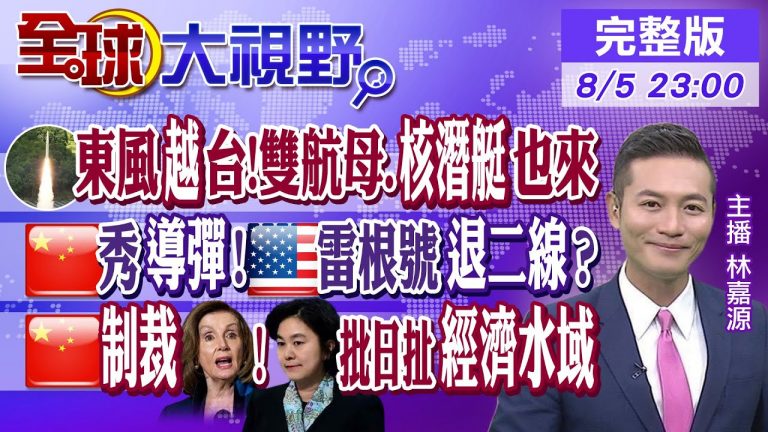 全球大視野
完整版
8/5 23:00
東風越台!雙航母.核潛艇也來
秀導彈!雷根號退二線?
制裁!批日扯經濟水域
主播 林嘉源